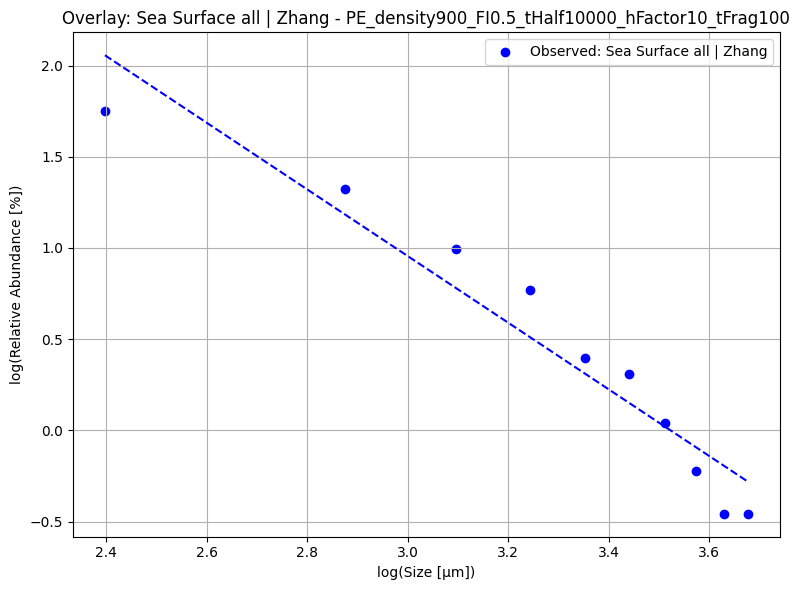 Overlay: Sea Surface all | Zhang - PE_density900_FI0.5_tHalf10000_hFactor10_tFrag100
Observed: Sea Surface all | Zhang
log(Relative Abundance [%])
2.0
1.5
1.0
0.5
0.0
−0.5
2.4 2.6 2.8 3.0 3.2 3.4 3.6
log(Size [μm])